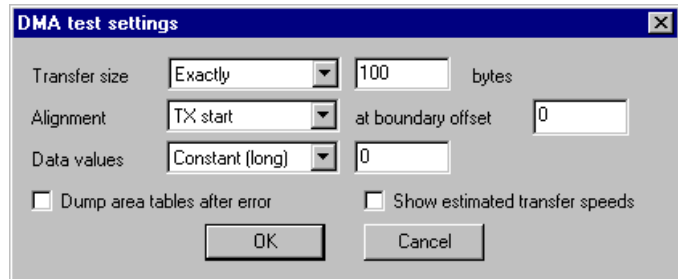 DMA test settings
Transfer size Exactly 100 bytes
Alignment TX start at boundary offset 0
Data values Constant (long) 0
Dump area tables after error Show estimated transfer speeds
OK Cancel